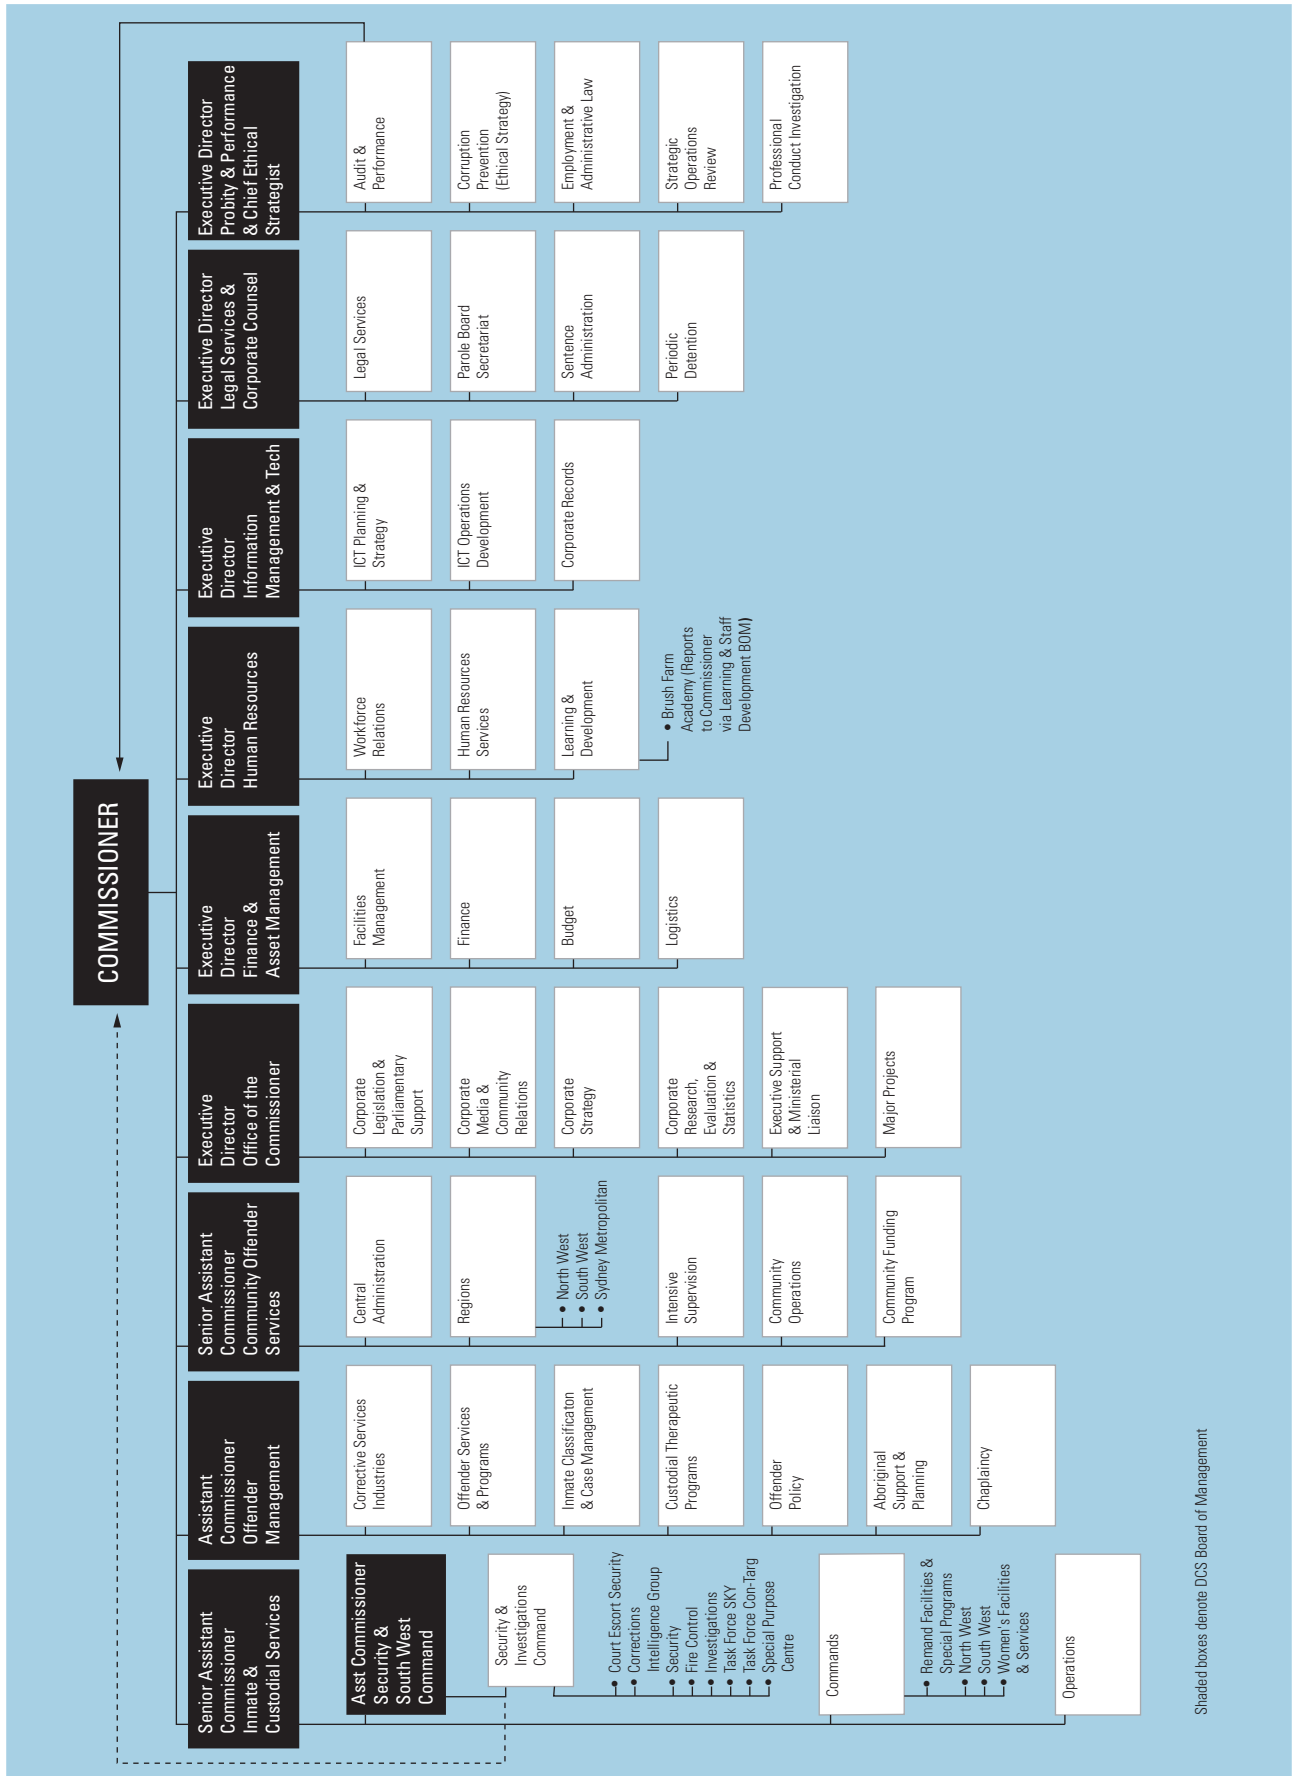 COMMISSIONER
Senior Assistant
Commissioner
Inmate &
Custodial Services
Asst Commissioner
Security &
South West
Command
Security &
Investigations
Command
• Court Escort Security
• Corrections
Intelligence Group
• Security
• Fire Control
• Investigations
• Task Force SKY
• Task Force Con-Targ
• Special Purpose
Centre
Commands
• Remand Facilities &
Special Programs
• North West
• South West
• Women's Facilities
& Services
Operations
Assistant
Commissioner
Offender
Management
Corrective Services
Industries
Offender Services
& Programs
Inmate Classificaton
& Case Management
Custodial Therapeutic
Programs
Offender
Policy
Aboriginal
Support &
Planning
Chaplaincy
Senior Assistant
Commissioner
Community Offender
Services
Central
Administration
Regions
• North West
• South West
• Sydney Metropolitan
Intensive
Supervision
Community
Operations
Community Funding
Program
Executive
Director
Office of the
Commissioner
Corporate
Legislation &
Parliamentary
Support
Corporate
Media &
Community
Relations
Corporate
Strategy
Corporate
Research,
Evaluation &
Statistics
Executive Support
& Ministerial
Liaison
Major Projects
Executive
Director
Finance &
Asset Management
Facilities
Management
Finance
Budget
Logistics
Executive
Director
Human Resources
Workforce
Relations
Human Resources
Services
Learning &
Development
• Brush Farm
Academy (Reports
to Commissioner
via Learning & Staff
Development BOM)
Executive
Director
Information
Management & Tech
ICT Planning &
Strategy
ICT Operations
Development
Corporate Records
Executive Director
Legal Services &
Corporate Counsel
Legal Services
Parole Board
Secretariat
Sentence
Administration
Periodic
Detention
Executive Director
Probity & Performance
& Chief Ethical
Strategist
Audit &
Performance
Corruption
Prevention
(Ethical Strategy)
Employment &
Administrative Law
Strategic
Operations
Review
Professional
Conduct Investigation
Shaded boxes denote DCS Board of Management